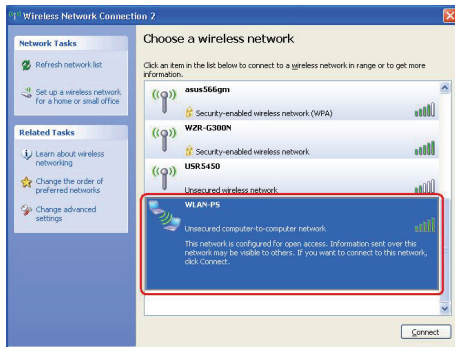 Wireless Network Connection 2
Network Tasks
Refresh network list
Set up a wireless network
for a home or small office
Related Tasks
Learn about wireless
networking
Change the order of
preferred networks
Change advanced
settings
Choose a wireless network
Click an item in the list below to connect to a wireless network in range or to get more
information.
asus566gm
Security-enabled wireless network (WPA)
WZR-G300N
Security-enabled wireless network
USR5450
Unsecured wireless network
WLAN-PS
Unsecured computer-to-computer network
This network is configured for open access. Information sent over this
network may be visible to others. If you want to connect to this network,
click Connect.
Connect